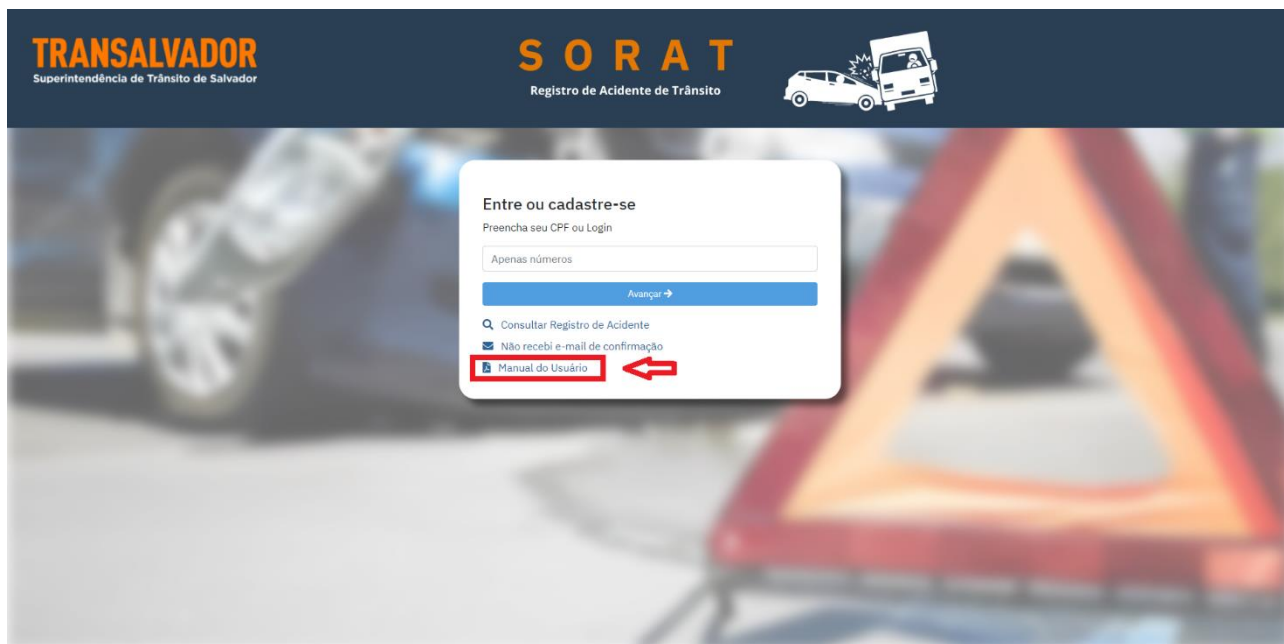 TRANSALVADOR
Superintendência de Trânsito de Salvador
SORAT
Registro de Acidente de Trânsito
Entre ou cadastre-se
Preencha seu CPF ou Login
Apenas números
Avançar
Consultar Registro de Acidente
Não recebi e-mail de confirmação
Manual do Usuário